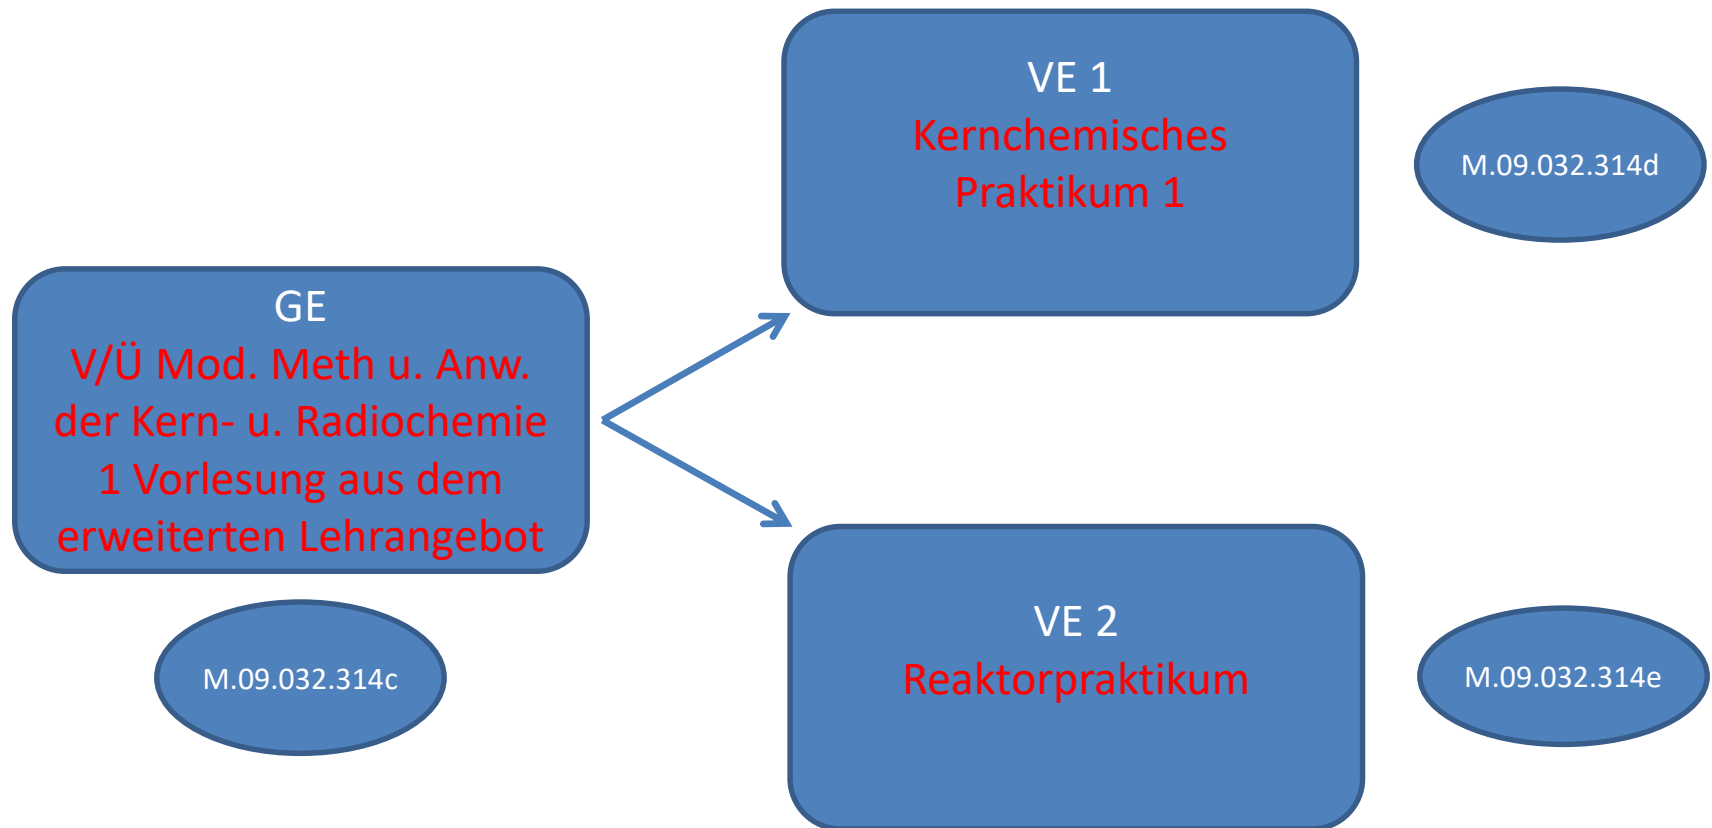 VE 1
Kernchemisches
Praktikum 1
M.09.032.314d
GE
V/Ü Mod. Meth u. Anw.
der Kern- u. Radiochemie
1 Vorlesung aus dem
erweiterten Lehrangebot
M.09.032.314c
VE 2
Reaktorpraktikum
M.09.032.314e